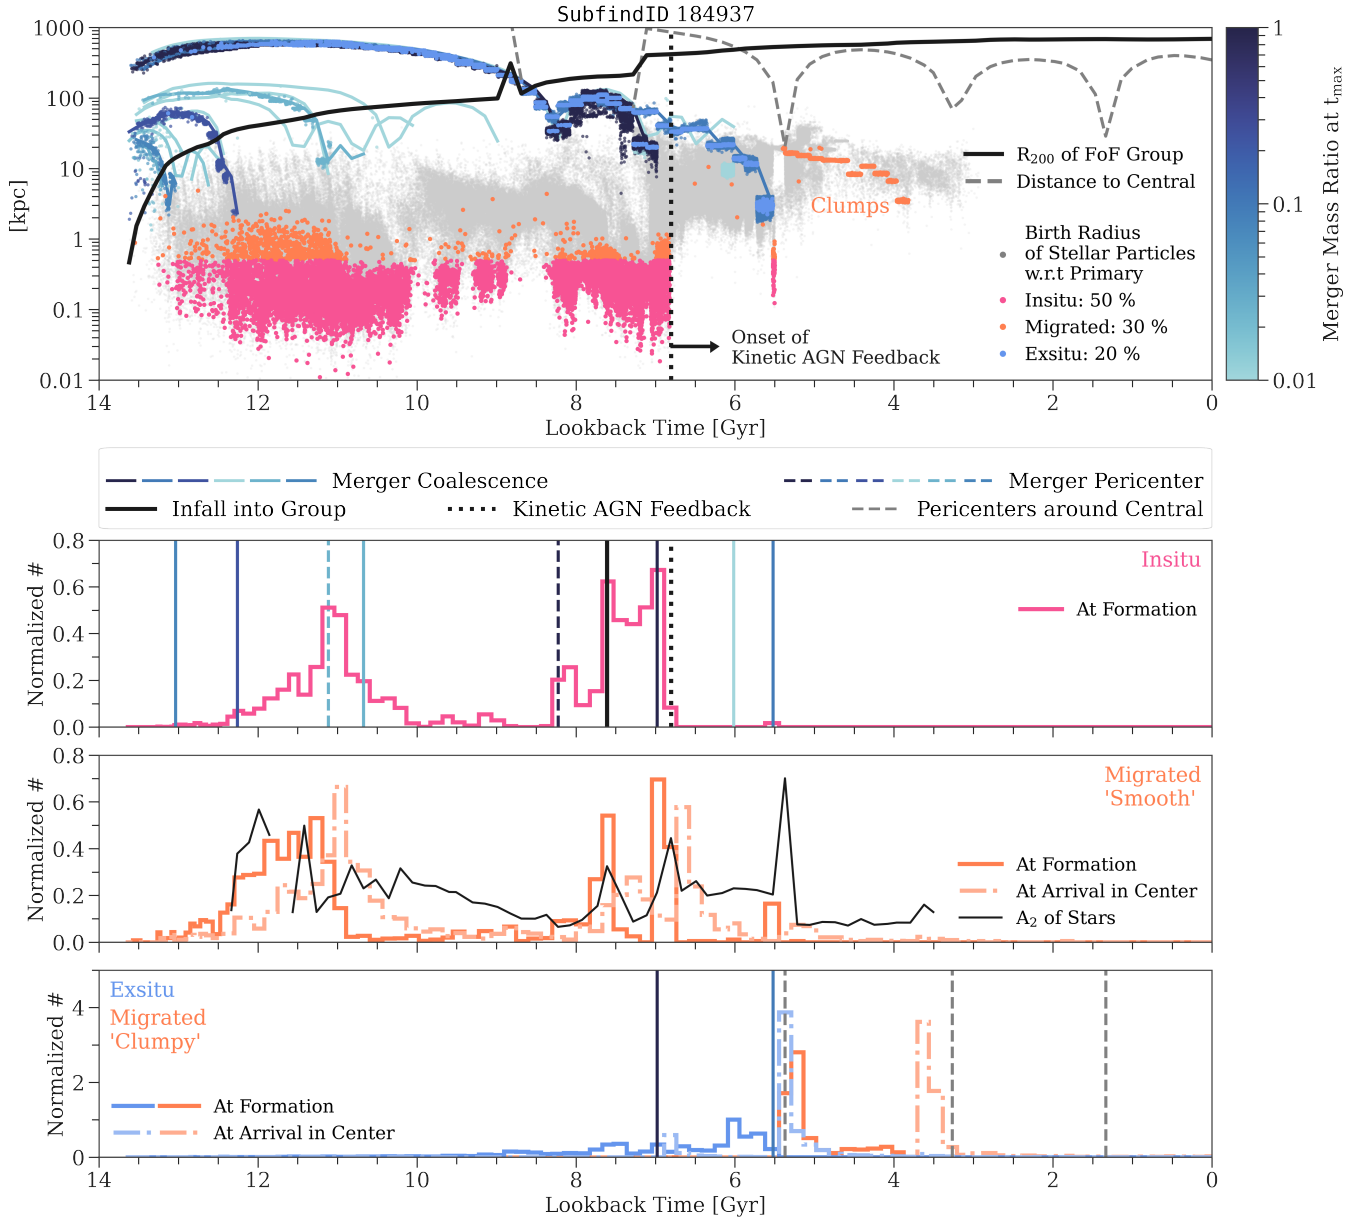 SubfindID 184937
1000
100
10
1
0.1
0.01
[kpc]
R200 of FoF Group
Distance to Central
Clumps
Birth Radius
of Stellar Particles
w.r.t Primary
Insitu: 50 %
Migrated: 30 %
Exsitu: 20 %
Onset of
Kinetic AGN Feedback
14 12 10 8 6 4 2 0
Lookback Time [Gyr]
1
0.1
0.01
Merger Mass Ratio at tmax
Merger Coalescence
Merger Pericenter
Infall into Group
Kinetic AGN Feedback
Pericenters around Central
0.8
0.6
0.4
0.2
0.0
Normalized #
Insitu
At Formation
0.8
0.6
0.4
0.2
0.0
Normalized #
Migrated
'Smooth'
At Formation
At Arrival in Center
A2 of Stars
4
2
0
Normalized #
Exsitu
Migrated
'Clumpy'
At Formation
At Arrival in Center
14 12 10 8 6 4 2 0
Lookback Time [Gyr]